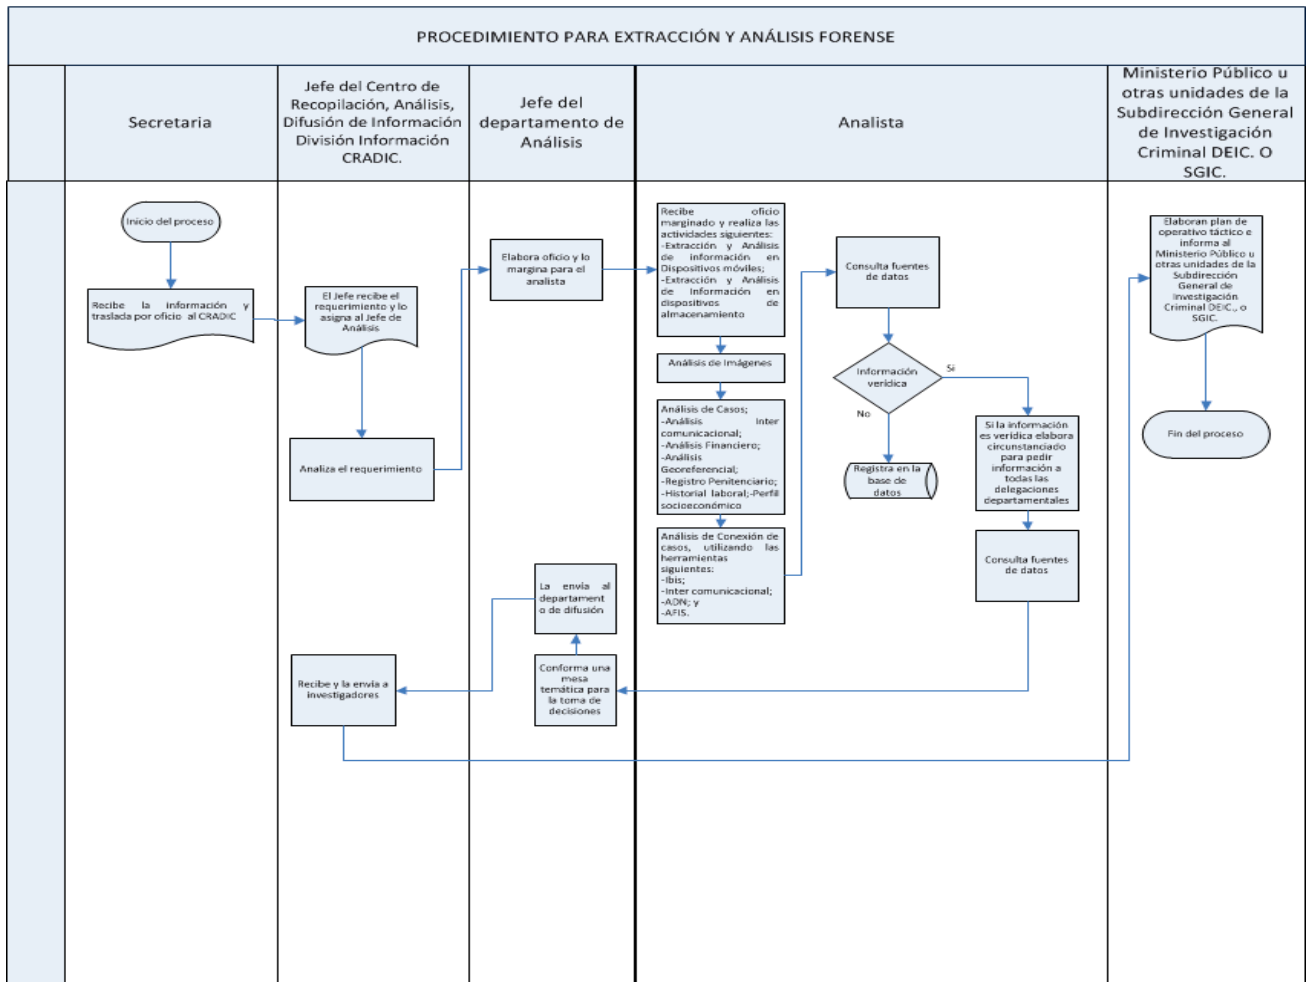 PROCEDIMIENTO PARA EXTRACCIÓN Y ANÁLISIS FORENSE
Secretaria
Jefe del Centro de
Recopilación, Análisis,
Difusión de Información
División Información
CRADIC.
Jefe del
departamento de
Análisis
Analista
Ministerio Público u
otras unidades de la
Subdirección General
de Investigación
Criminal DEIC. O
SGIC.
Inicio del proceso
Recibe la información y
traslada por oficio al CRADIC
El Jefe recibe el
requerimiento y lo
asigna al Jefe de
Análisis
Analiza el requerimiento
Elabora oficio y lo
margina para el
analista
Recibe oficio
marginado y realiza las
actividades siguientes:
-Extracción y Análisis
de información en
Dispositivos móviles;
-Extracción y Análisis
de Información en
dispositivos de
almacenamiento
Análisis de Imágenes
Análisis de Casos;
-Análisis Inter
comunicacional;
-Análisis Financiero;
-Análisis
Georeferencial;
-Registro Penitenciario;
-Historial laboral;-Perfil
socioeconómico
Análisis de Conexión de
casos, utilizando las
herramientas
siguientes:
-Ibis;
-Inter comunicacional;
-ADN; y
-AFIS.
Consulta fuentes
de datos
Información
verídica
Si
No
Registra en la
base de
datos
Si la información
es verídica elabora
circunstanciado
para pedir
información a
todas las
delegaciones
departamentales
Consulta fuentes
de datos
Conforma una
mesa
temática para
la toma de
decisiones
La envía al
departament
o de difusión
Recibe y la envía a
investigadores
Elaboran plan de
operativo táctico e
informa al
Ministerio Público u
otras unidades de la
Subdirección
General de
Investigación
Criminal DEIC., o
SGIC.
Fin del proceso